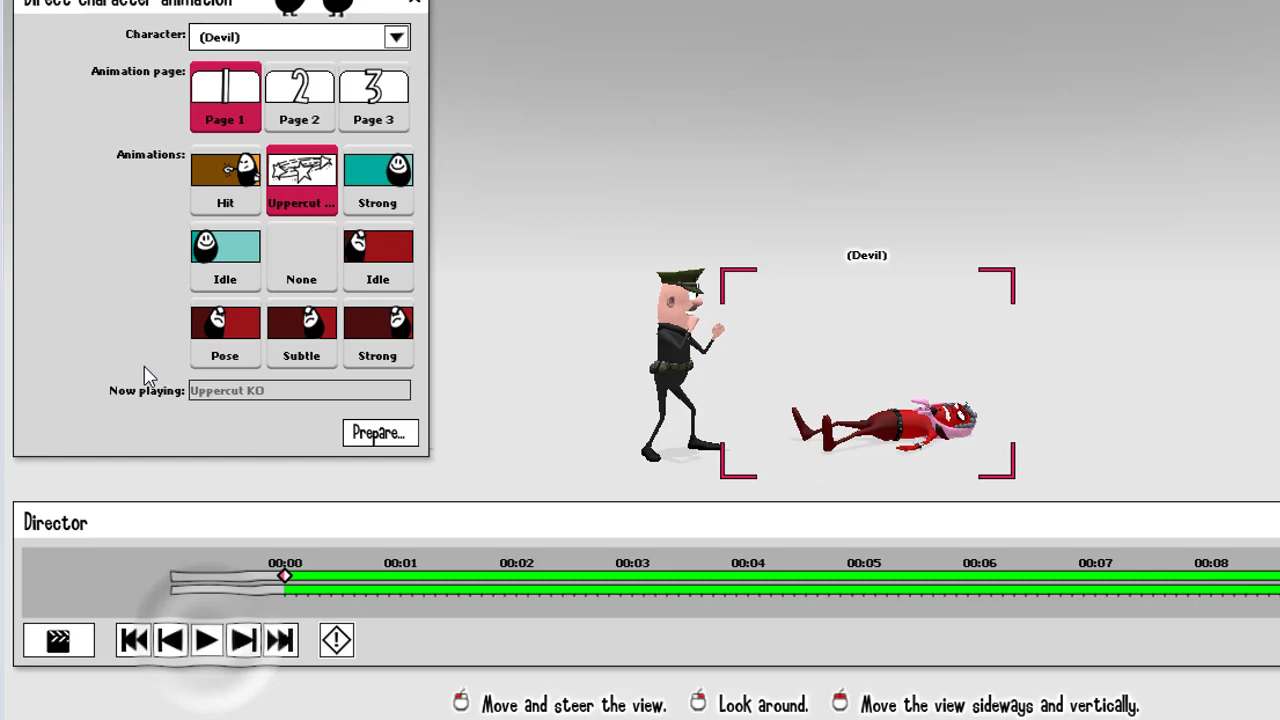 Direct character animation
Character: (Devil)
Animation page: 1 2 3
Page 1 Page 2 Page 3
Animations:
Hit Uppercut ... Strong
Idle None Idle
Pose Subtle Strong
Now playing: Uppercut KO
Prepare...
(Devil)
Director
00:00 00:01 00:02 00:03 00:04 00:05 00:06 00:07 00:08
Move and steer the view. Look around. Move the view sideways and vertically.